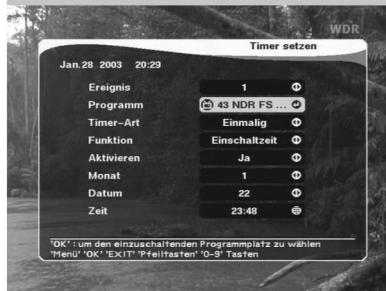 WDR
Timer setzen
Jan.28 2003 20:29
Ereignis 1
Programm 43 NDR FS ...
Timer-Art Einmalig
Funktion Einschaltzeit
Aktivieren Ja
Monat 1
Datum 22
Zeit 23:48
'OK' : um den einzuschaltenden Programmplatz zu wählen
'Menü' 'OK' 'EXIT' 'Pfeiltasten' '0-9' Tasten